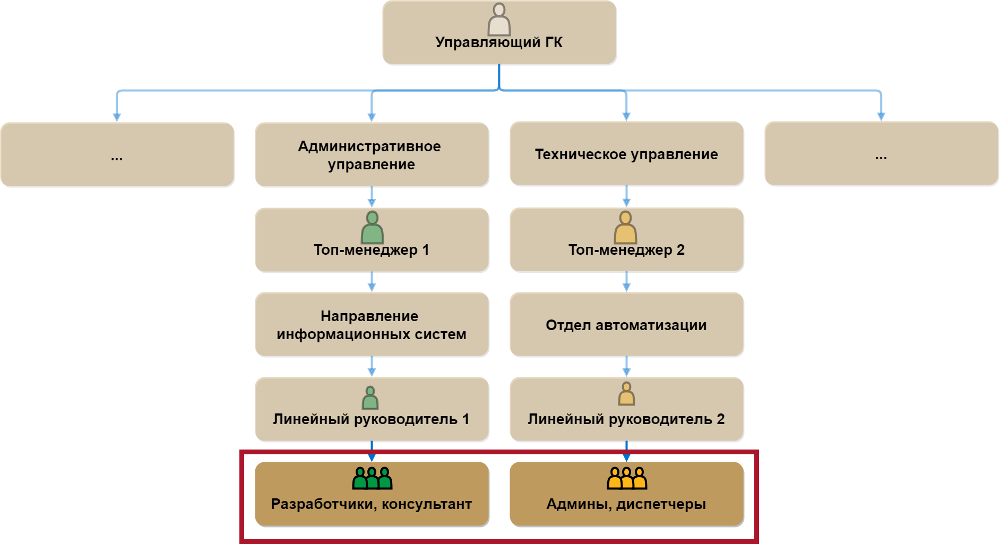 Управляющий ГК
...
Административное
управление
Техническое управление
...
Топ-менеджер 1
Топ-менеджер 2
Направление
информационных систем
Отдел автоматизации
Линейный руководитель 1
Линейный руководитель 2
Разработчики, консультант
Админы, диспетчеры